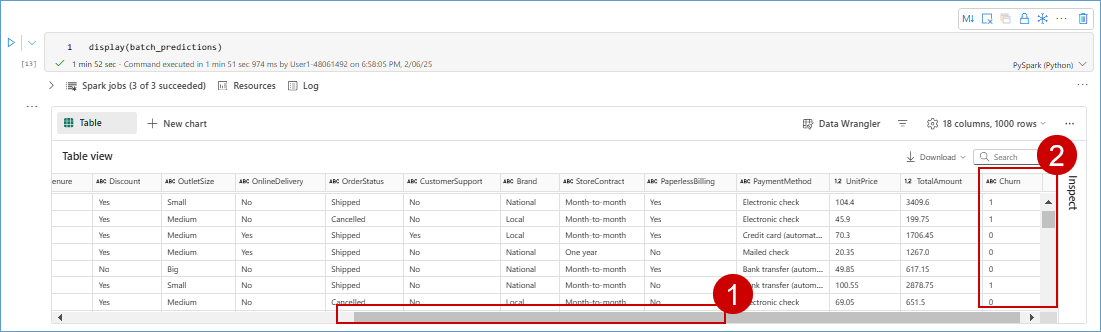 M↓
1 display(batch_predictions)
[13]
1 min 52 sec - Command executed in 1 min 51 sec 974 ms by User1-48061492 on 6:58:05 PM, 2/06/25
PySpark (Python)
Spark jobs (3 of 3 succeeded) Resources Log
Table New chart Data Wrangler 18 columns, 1000 rows
Table view Download Search 2
enure ABC Discount ABC OutletSize ABC OnlineDelivery ABC OrderStatus ABC CustomerSupport ABC Brand ABC StoreContract ABC PaperlessBilling ABC PaymentMethod 1.2 UnitPrice 1.2 TotalAmount ABC Churn
Inspect
Yes Small No Shipped No National Month-to-month Yes Electronic check 104.4 3409.6 1
Yes Medium No Cancelled No Local Month-to-month Yes Electronic check 45.9 199.75 1
Yes Medium Yes Shipped Yes Local Month-to-month Yes Credit card (automat... 70.3 1706.45 0
Yes Medium Yes Shipped No National One year No Mailed check 20.35 1267.0 0
No Big No Shipped No National Month-to-month Yes Bank transfer (autom... 49.85 617.15 0
Yes Small No Shipped No National Month-to-month No nk transfer (autom... 100.55 2878.75 1
Yes Medium No Cancelled No Local Month-to-month No ectronic check 69.05 651.5 0
1